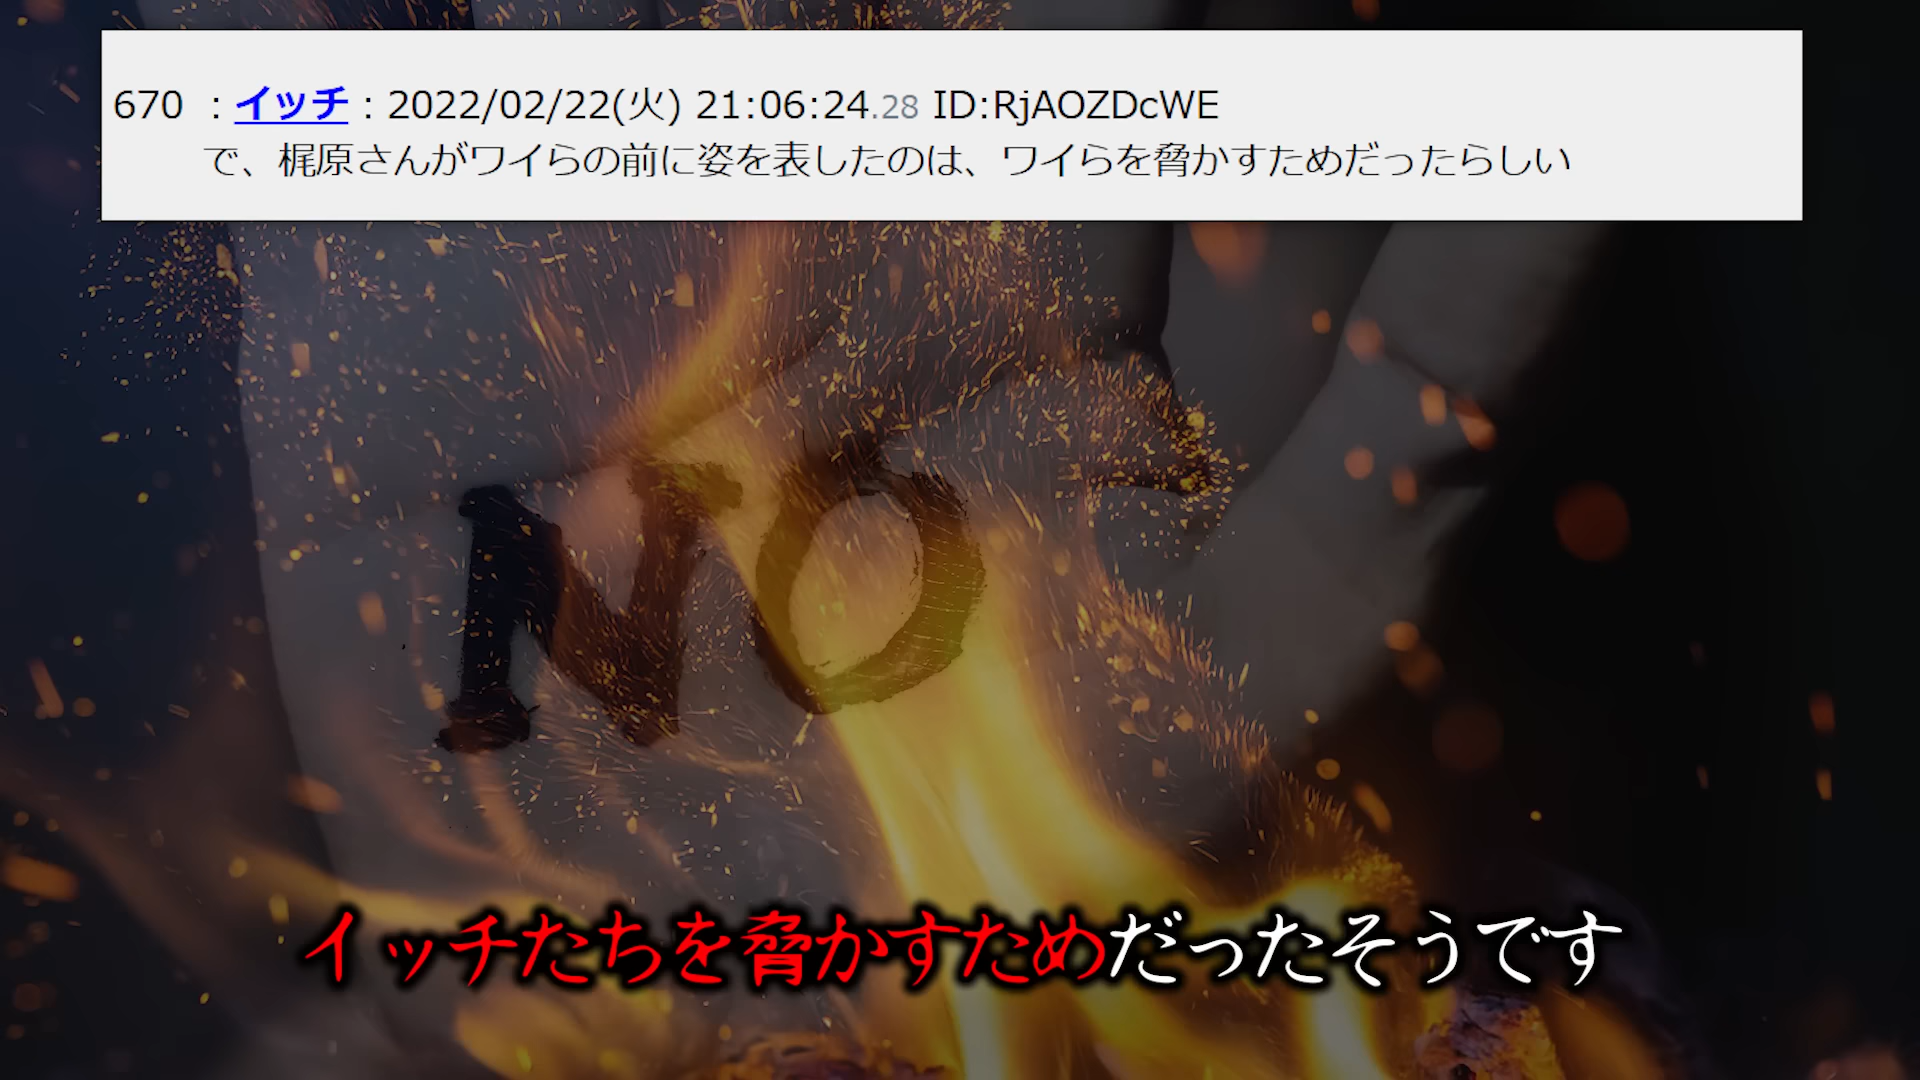 670 ：イッチ：2022/02/22(火) 21:06:24.28 ID:RjAOZDcWE
で、梶原さんがワイらの前に姿を表したのは、ワイらを脅かすためだったらしい
NO
イッチたちを脅かすためだったそうです